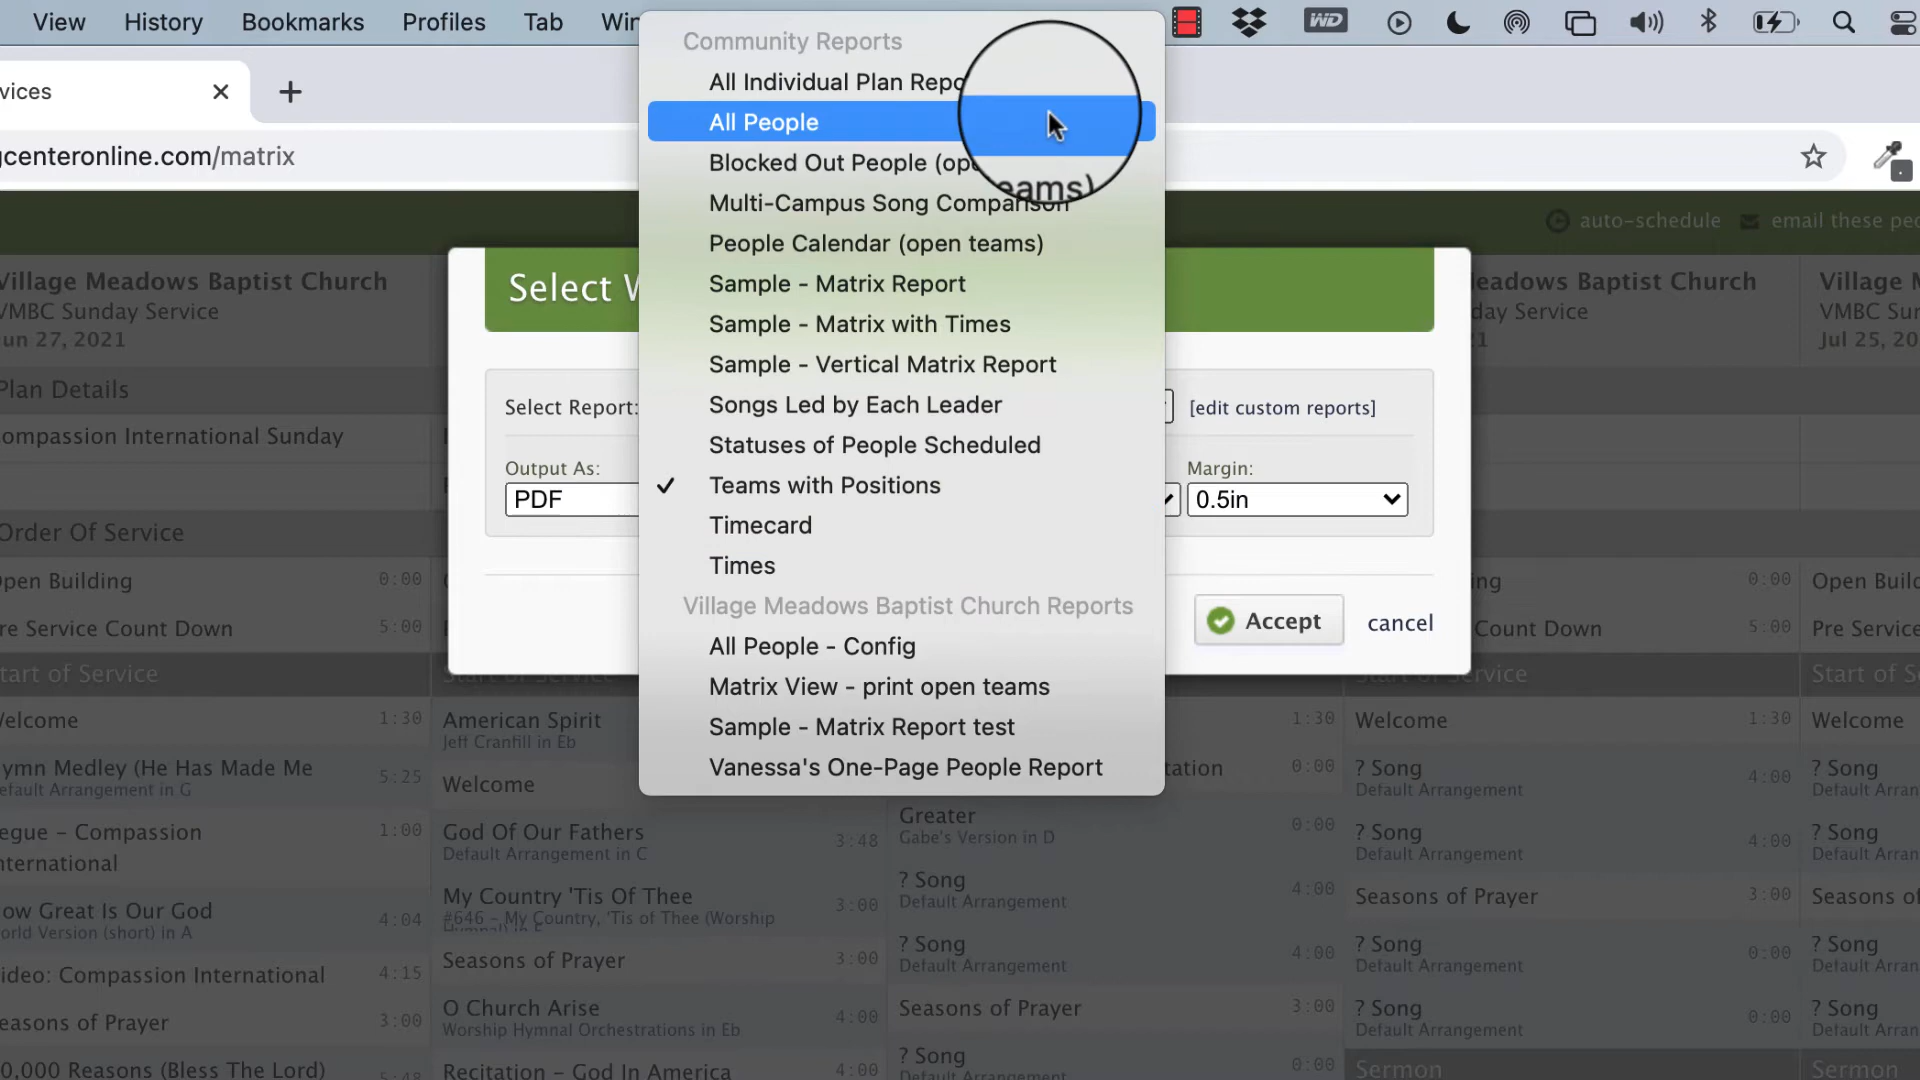 View History Bookmarks Profiles Tab
WD
vices
gcenteronline.com/matrix
auto-schedule email these
Community Reports
All Individual Plan Repo
All People
Blocked Out People (op
eams)
Multi-Campus Song Comparison
People Calendar (open teams)
Sample - Matrix Report
Sample - Matrix with Times
Sample - Vertical Matrix Report
Songs Led by Each Leader
Statuses of People Scheduled
Teams with Positions
Timecard
Times
Village Meadows Baptist Church Reports
All People - Config
Matrix View - print open teams
Sample - Matrix Report test
Vanessa's One-Page People Report
Select
Select Report:
[edit custom reports]
Output As:
PDF
Margin:
0.5in
Accept cancel
Village Meadows Baptist Church
VMBC Sunday Service
un 27, 2021
Plan Details
ompassion International Sunday
Order Of Service
pen Building 0:00
Pre Service Count Down 5:00
tart of Service
Welcome 1:30
ymn Medley (He Has Made Me 5:25
efault Arrangement in G
egue – Compassion 1:00
nternational
ow Great Is Our God 4:04
orld Version (short) in A
ideo: Compassion International 4:15
easons of Prayer 3:00
0,000 Reasons (Bless The Lord) 5:48
American Spirit
Jeff Cranfill in Eb
Welcome
God Of Our Fathers 3:48
Default Arrangement in C
My Country 'Tis Of Thee 3:00
#646 – My Country, 'Tis of Thee (Worship
Hymnal) in F
Seasons of Prayer 3:00
O Church Arise 4:00
Worship Hymnal Orchestrations in Eb
Recitation – God In America 4:00
1:30
tation 0:00
Greater 0:00
Gabe's Version in D
? Song 4:00
Default Arrangement
? Song 4:00
Default Arrangement
Seasons of Prayer 3:00
? Song 0:00
Default Arrangement
eadows Baptist Church
day Service
ing 0:00
Count Down 5:00
Start of Service
Welcome 1:30
? Song 4:00
Default Arrangement
? Song 4:00
Default Arrangement
Seasons of Prayer 3:00
? Song 0:00
Default Arrangement
? Song 0:00
Default Arrangement
Sermon
Village
VMBC Su
Jul 25, 20
Open Build
Pre Service
Start of S
Welcome
? Song
Default Arran
? Song
Default Arran
Seasons of
? Song
Default Arran
? Song
Default Arran
Sermon